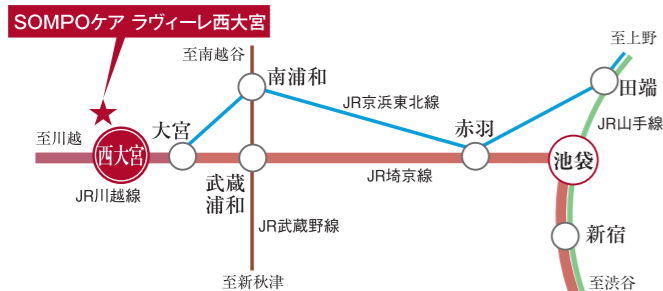 SOMPOケア ラヴィーレ西大宮
至上野
至南越谷
南浦和
田端
JR京浜東北線
JR山手線
至川越
大宮
赤羽
西大宮
池袋
武蔵
浦和
JR埼京線
JR川越線
JR武蔵野線
新宿
至新秋津
至渋谷